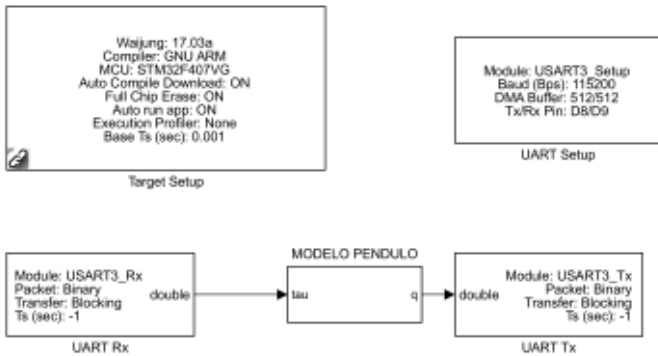 Waijung: 17.03a
Compiler: GNU ARM
MCU: STM32F407VG
Auto Compile Download: ON
Full Chip Erase: ON
Auto run app: ON
Execution Profiler: None
Base Ts (sec): 0.001
Target Setup
Module: USART3_Setup
Baud (Bps): 115200
DMA Buffer: 512/512
Tx/Rx Pin: D8/D9
UART Setup
Module: USART3_Rx
Packet: Binary
Transfer: Blocking
Ts (sec): -1
double
UART Rx
MODELO PENDULO
tau
q
double
Module: USART3_Tx
Packet: Binary
Transfer: Blocking
Ts (sec): -1
UART Tx